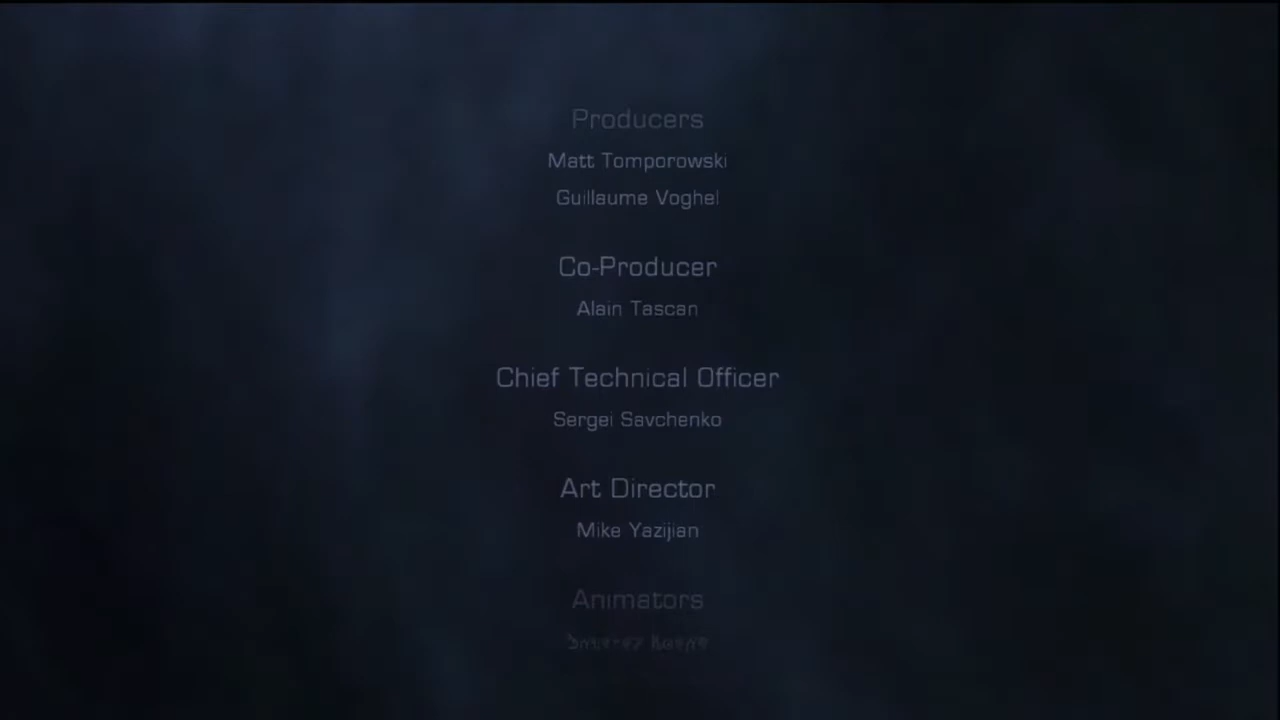 Producers
Matt Tomporowski
Guillaume Voghel
Co-Producer
Alain Tascan
Chief Technical Officer
Sergei Savchenko
Art Director
Mike Yazijian
Animators